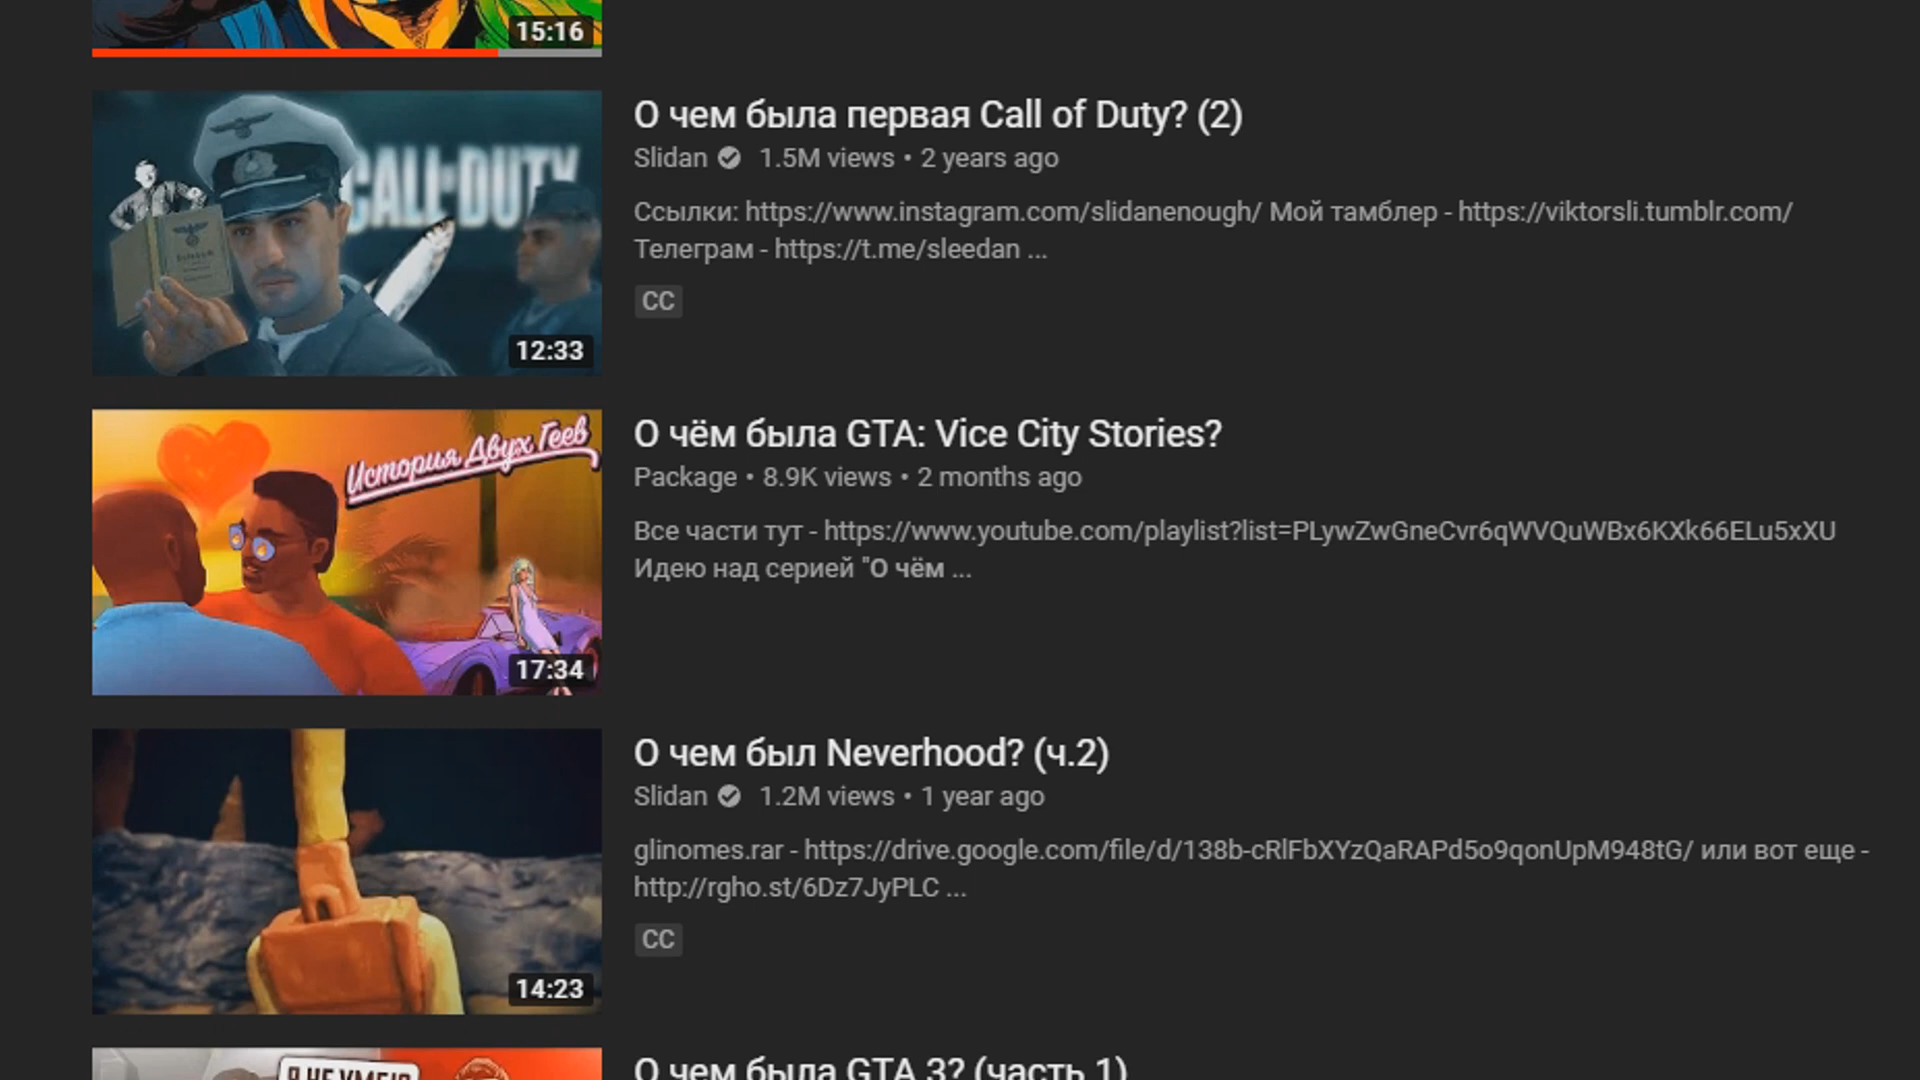 15:16
CALL OF DUTY
12:33
О чем была первая Call of Duty? (2)
Slidan 1.5M views • 2 years ago
Ссылки: https://www.instagram.com/slidanenough/ Мой тамблер - https://viktorsli.tumblr.com/
Телеграм - https://t.me/sleedan ...
CC
История Двух Геев
17:34
О чём была GTA: Vice City Stories?
Package • 8.9K views • 2 months ago
Все части тут - https://www.youtube.com/playlist?list=PLywZwGneCvr6qWVQuWBx6KXk66ELu5xXU
Идею над серией "О чём ...
14:23
О чем был Neverhood? (ч.2)
Slidan 1.2M views • 1 year ago
glinomes.rar - https://drive.google.com/file/d/138b-cRlFbXYzQaRAPd5o9qonUpM948tG/ или вот еще -
http://rgho.st/6Dz7JyPLC ...
CC
Я НЕ УМЕЮ
О чем была GTA 3? (часть 1)